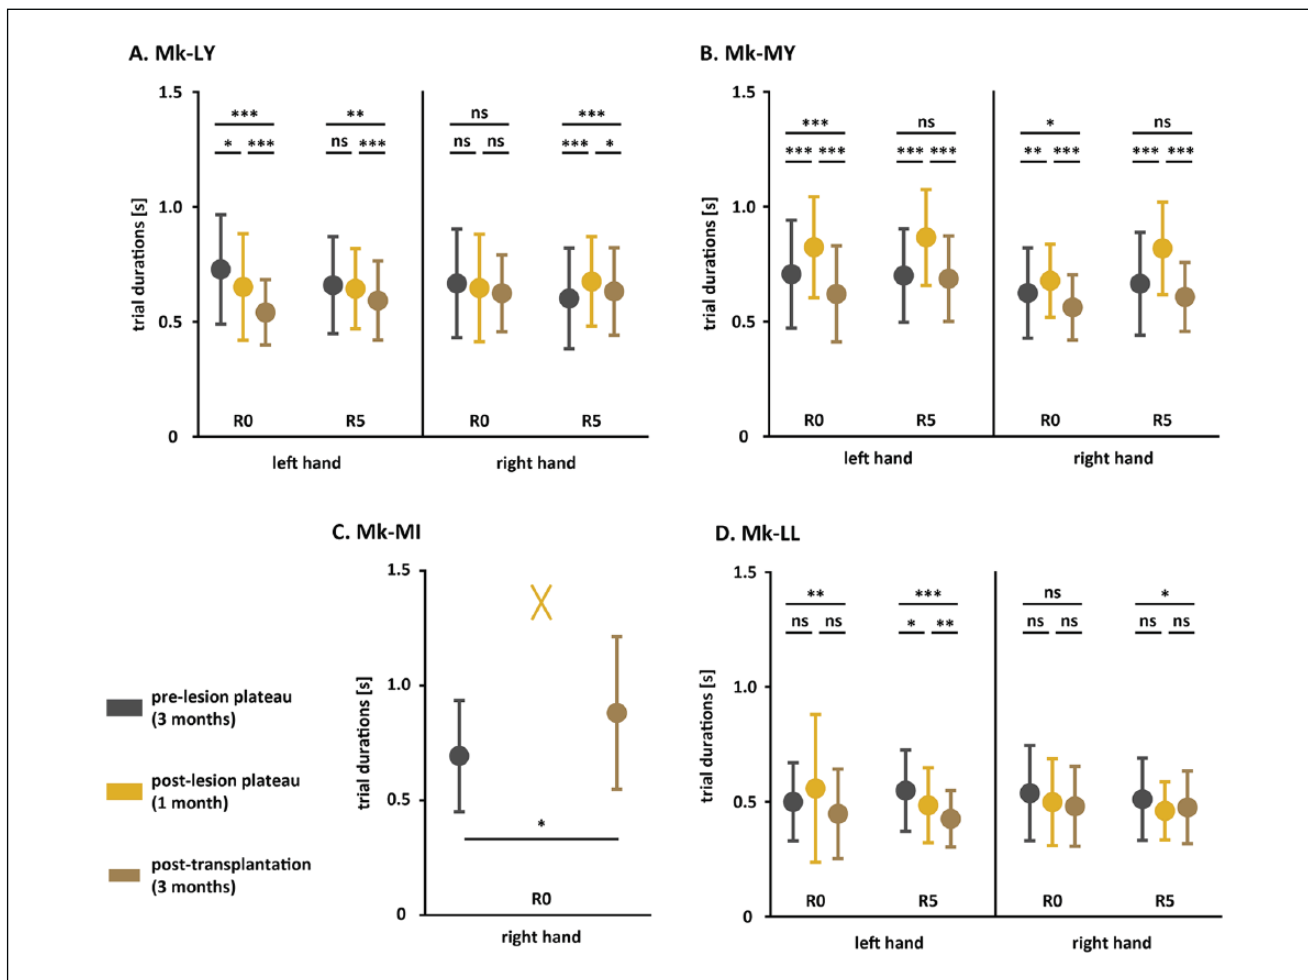 A. Mk-LY
1.5
1.0
0.5
0
trial durations [s]
*** ** ns ***
* *** ns *** ns ns *** *
R0 R5 R0 R5
left hand right hand
B. Mk-MY
1.5
1.0
0.5
0
trial durations [s]
*** ns * ns
*** *** *** *** ** *** *** ***
R0 R5 R0 R5
left hand right hand
C. Mk-MI
1.5
1.0
0.5
0
trial durations [s]
*
R0
right hand
D. Mk-LL
1.5
1.0
0.5
0
trial durations [s]
** *** ns *
ns ns * ** ns ns ns ns
R0 R5 R0 R5
left hand right hand
pre-lesion plateau
(3 months)
post-lesion plateau
(1 month)
post-transplantation
(3 months)